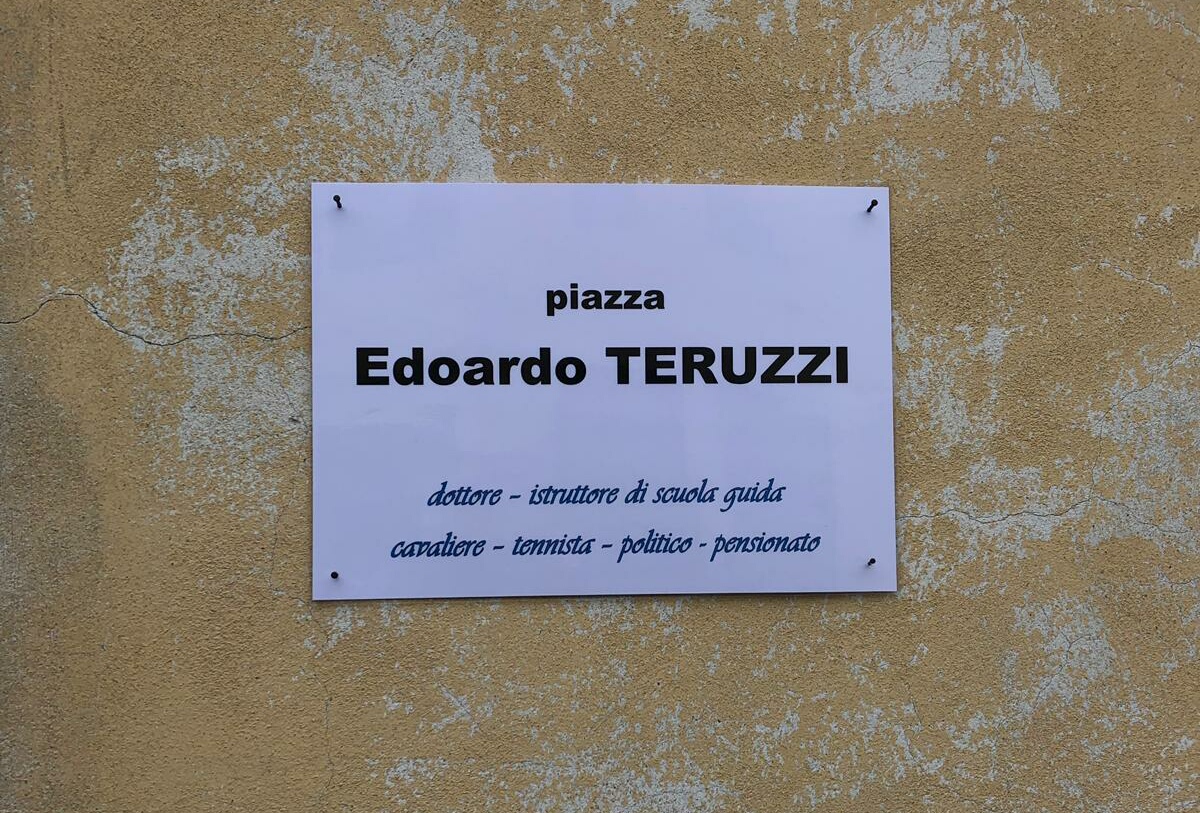 piazza
Edoardo TERUZZI
dottore – istruttore di scuola guida
cavaliere – tennista – politico - pensionato